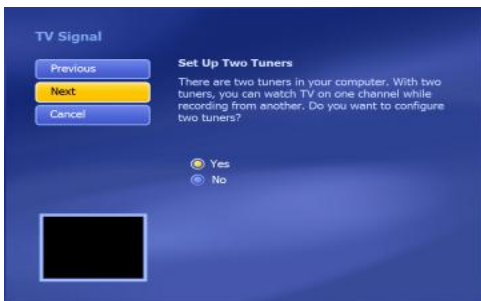 TV Signal
Previous
Next
Cancel
Set Up Two Tuners
There are two tuners in your computer. With two
tuners, you can watch TV on one channel while
recording from another. Do you want to configure
two tuners?
Yes
No